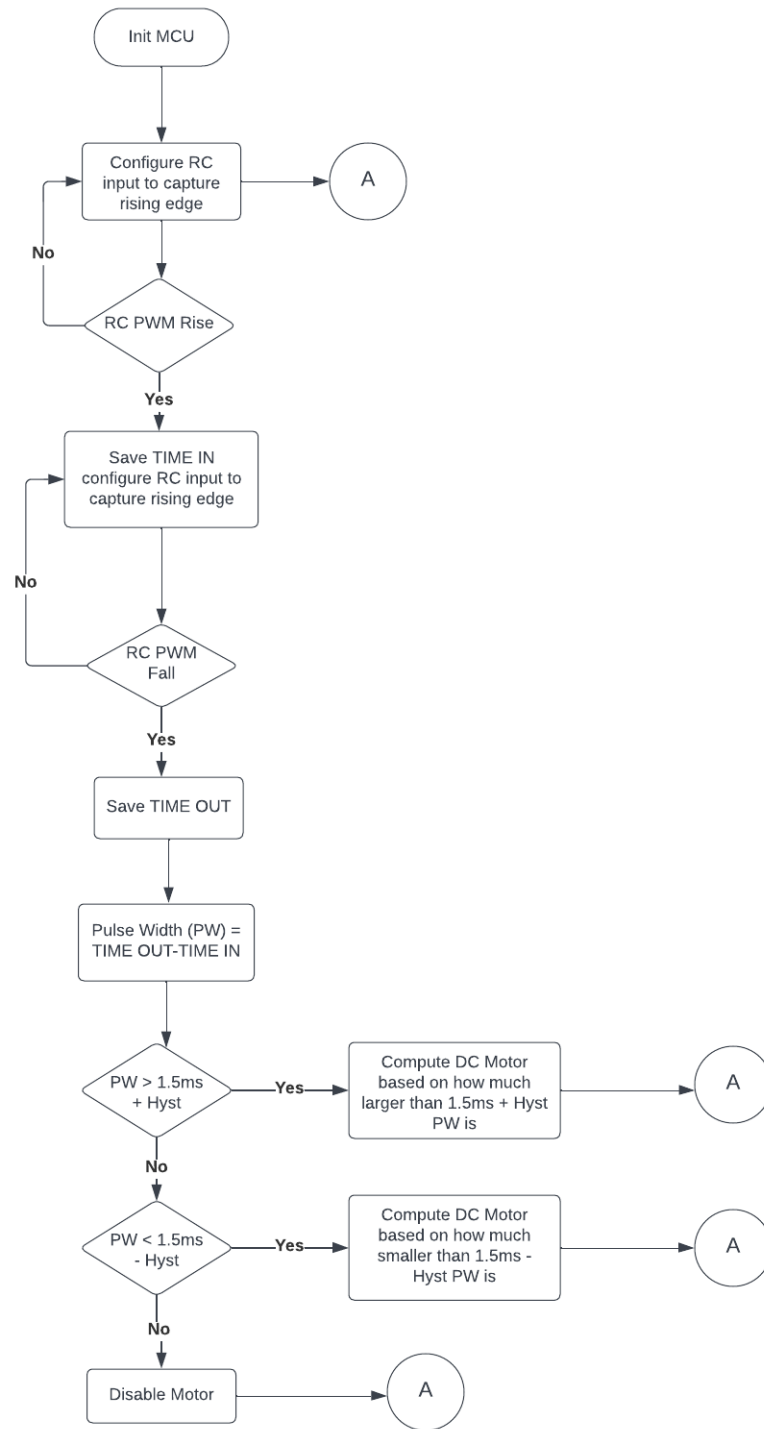 Init MCU
Configure RC
input to capture
rising edge
A
No
RC PWM Rise
Yes
Save TIME IN
configure RC input to
capture rising edge
No
RC PWM
Fall
Yes
Save TIME OUT
Pulse Width (PW) =
TIME OUT-TIME IN
PW > 1.5ms
+ Hyst
Yes
Compute DC Motor
based on how much
larger than 1.5ms + Hyst
PW is
A
No
PW < 1.5ms
- Hyst
Yes
Compute DC Motor
based on how much
smaller than 1.5ms -
Hyst PW is
A
No
Disable Motor
A